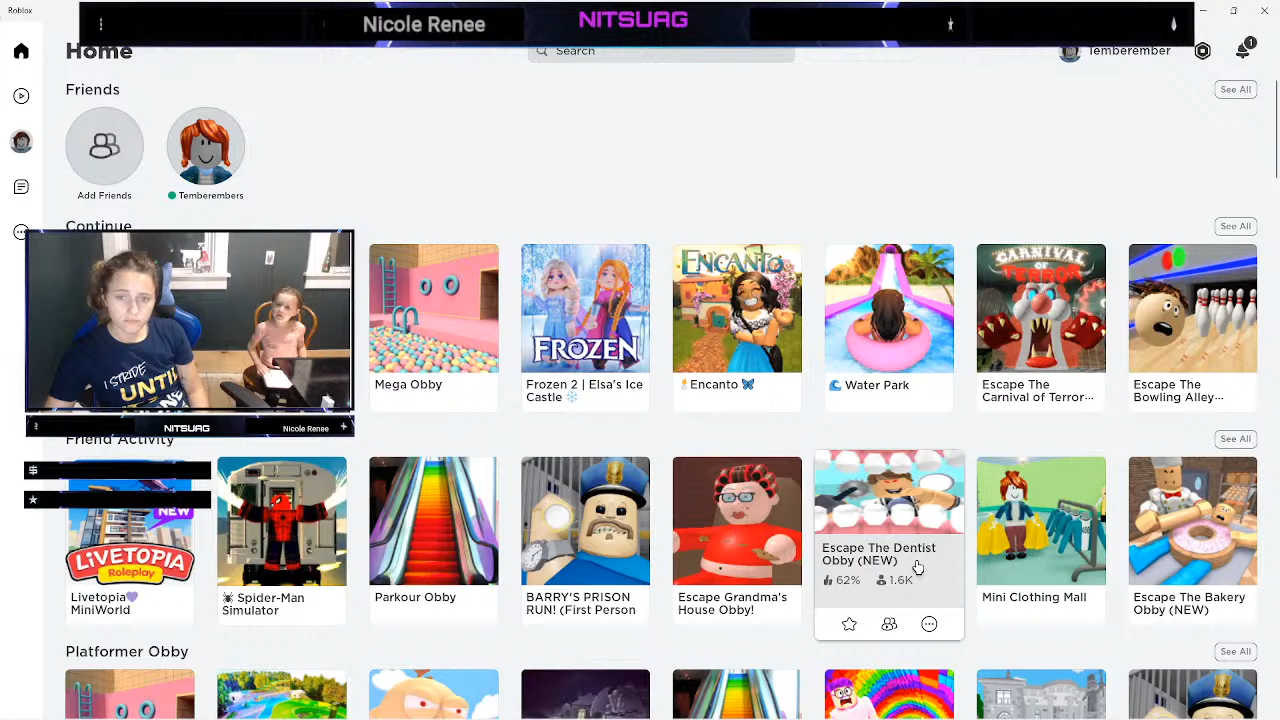 Roblox
Nicole Renee
NITSUAG
Home
Search
Temberember
1
Friends
See All
Add Friends
Temberembers
Continue
See All
ENCANTO
CARNIVAL
OF
TERROR
FROZEN
I STRIDE
UNTIL
Mega Obby
Frozen 2 | Elsa's Ice
Castle ❄️
Encanto 🦋
🌊 Water Park
Escape The
Carnival of Terror...
Escape The
Bowling Alley...
NITSUAG
Nicole Renee
Friend Activity
See All
NEW
LIVETOPIA
Roleplay
Livetopia💜
MiniWorld
🕷 Spider-Man
Simulator
Parkour Obby
BARRY'S PRISON
RUN! (First Person
Escape Grandma's
House Obby!
Escape The Dentist
Obby (NEW)
62% 1.6K
Mini Clothing Mall
Escape The Bakery
Obby (NEW)
Platformer Obby
See All